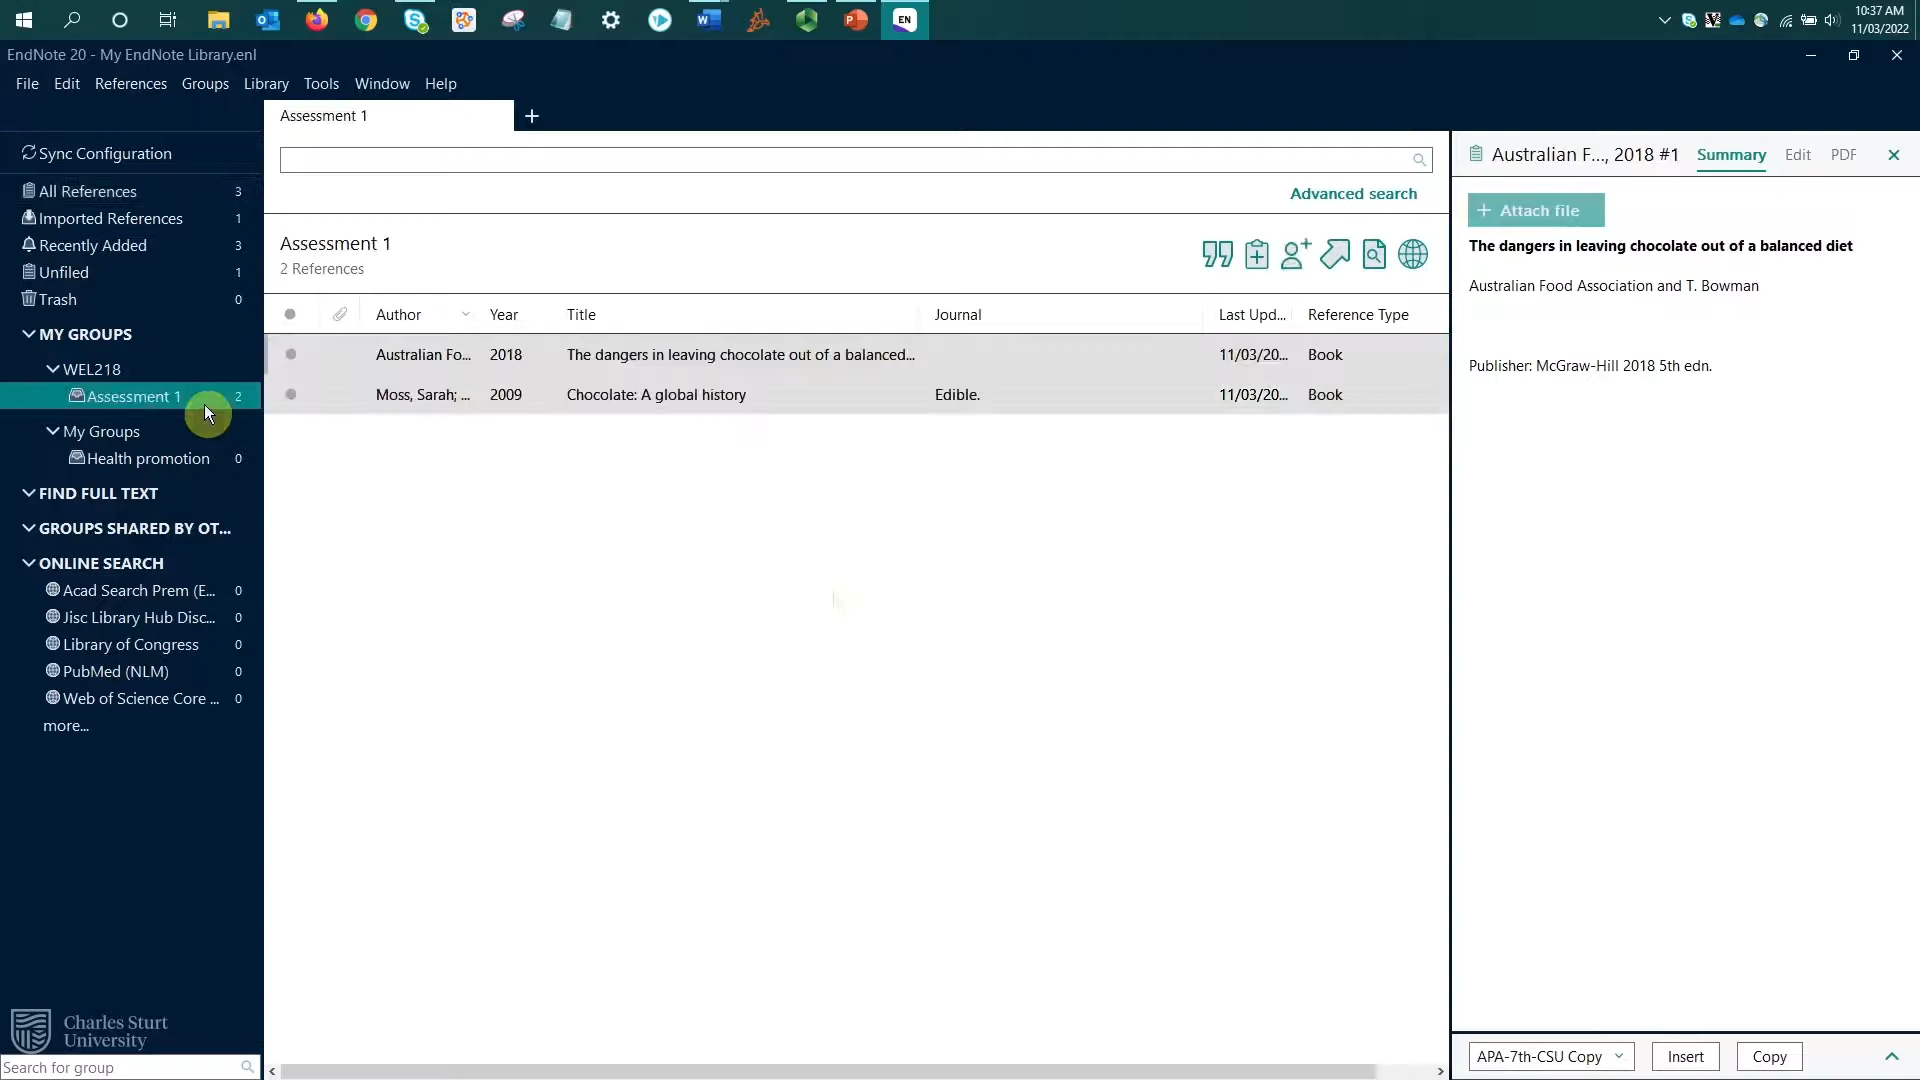 EN
10:37 AM
11/03/2022
EndNote 20 - My EndNote Library.enl
File Edit References Groups Library Tools Window Help
Assessment 1
Sync Configuration
All References 3
Imported References 1
Recently Added 3
Unfiled 1
Trash 0
MY GROUPS
WEL218
Assessment 1 2
My Groups
Health promotion 0
FIND FULL TEXT
GROUPS SHARED BY OT...
ONLINE SEARCH
Acad Search Prem (E... 0
Jisc Library Hub Disc... 0
Library of Congress 0
PubMed (NLM) 0
Web of Science Core ... 0
more...
Charles Sturt
University
Search for group
Advanced search
Assessment 1
2 References
Author Year Title Journal Last Upd... Reference Type
Australian Fo... 2018 The dangers in leaving chocolate out of a balanced... 11/03/20... Book
Moss, Sarah; ... 2009 Chocolate: A global history Edible. 11/03/20... Book
Australian F..., 2018 #1 Summary Edit PDF
+ Attach file
The dangers in leaving chocolate out of a balanced diet
Australian Food Association and T. Bowman
Publisher: McGraw-Hill 2018 5th edn.
APA-7th-CSU Copy Insert Copy